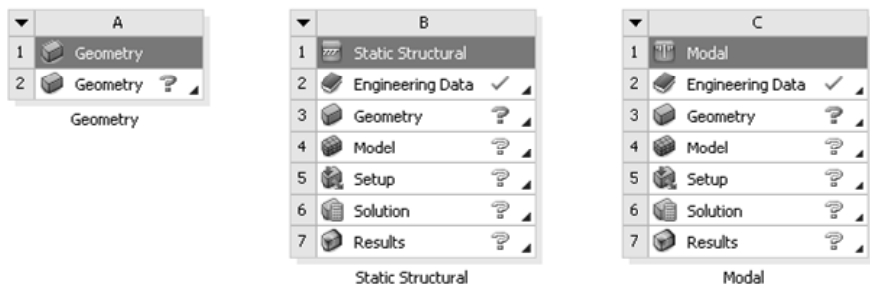 A
1 Geometry
2 Geometry ?
Geometry
B
1 Static Structural
2 Engineering Data ✓
3 Geometry ?
4 Model ?
5 Setup ?
6 Solution ?
7 Results ?
Static Structural
C
1 Modal
2 Engineering Data ✓
3 Geometry ?
4 Model ?
5 Setup ?
6 Solution ?
7 Results ?
Modal